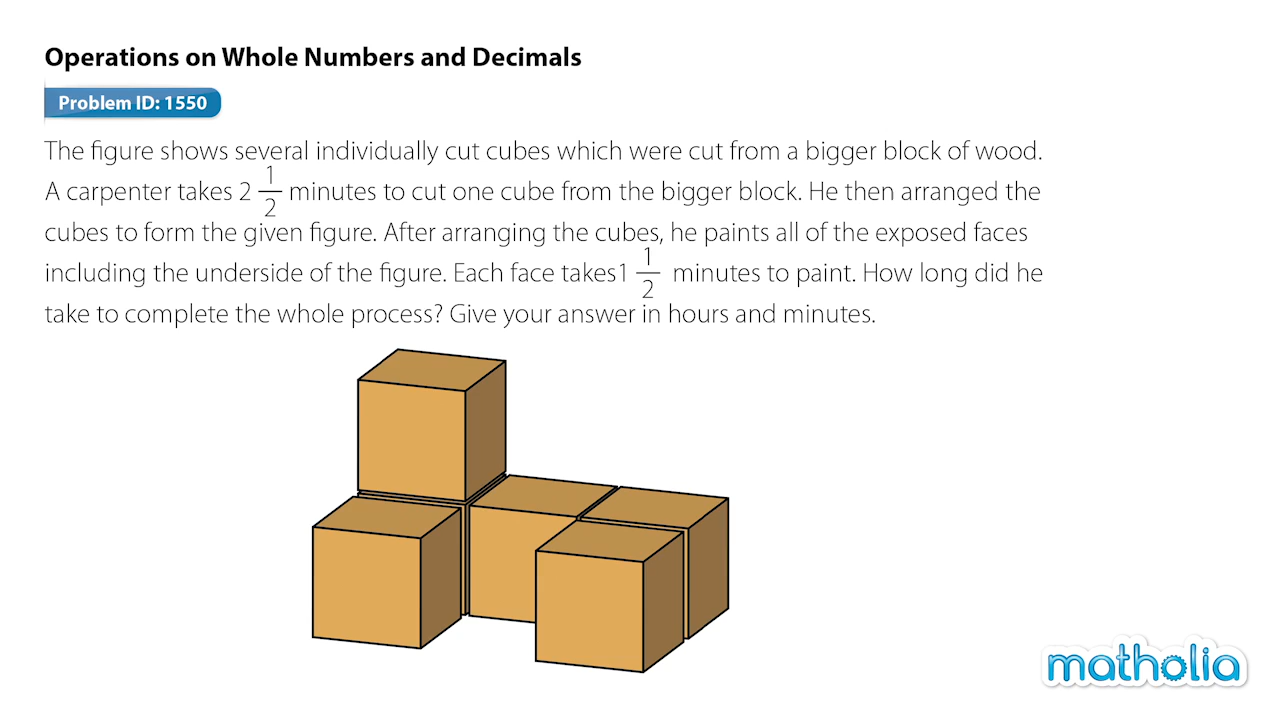 Operations on Whole Numbers and Decimals
Problem ID: 1550
The figure shows several individually cut cubes which were cut from a bigger block of wood.
A carpenter takes 2 1/2 minutes to cut one cube from the bigger block. He then arranged the
cubes to form the given figure. After arranging the cubes, he paints all of the exposed faces
including the underside of the figure. Each face takes1 1/2 minutes to paint. How long did he
take to complete the whole process? Give your answer in hours and minutes.
matholia